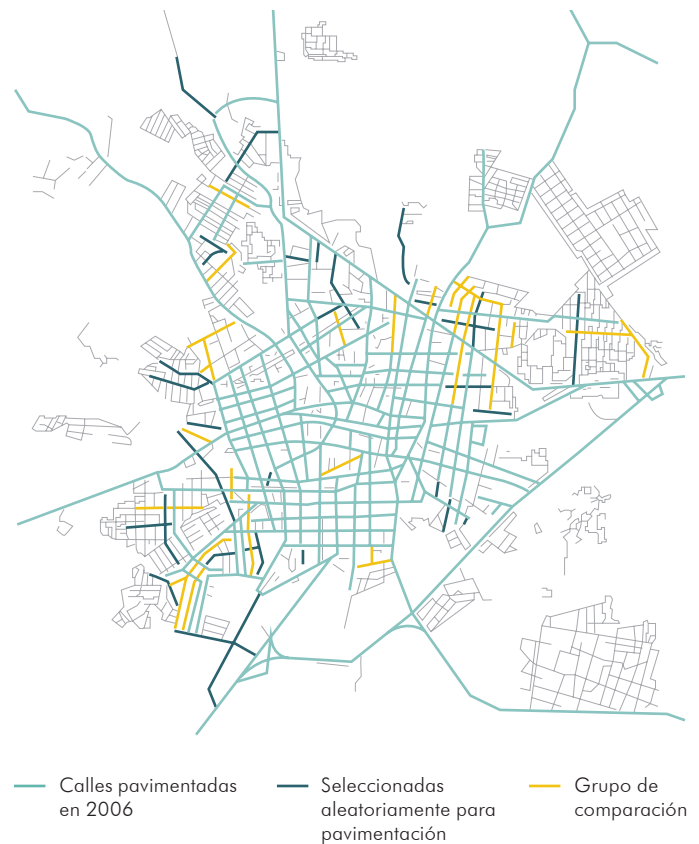 Calles pavimentadas
en 2006
Seleccionadas
aleatoriamente para
pavimentación
Grupo de
comparación